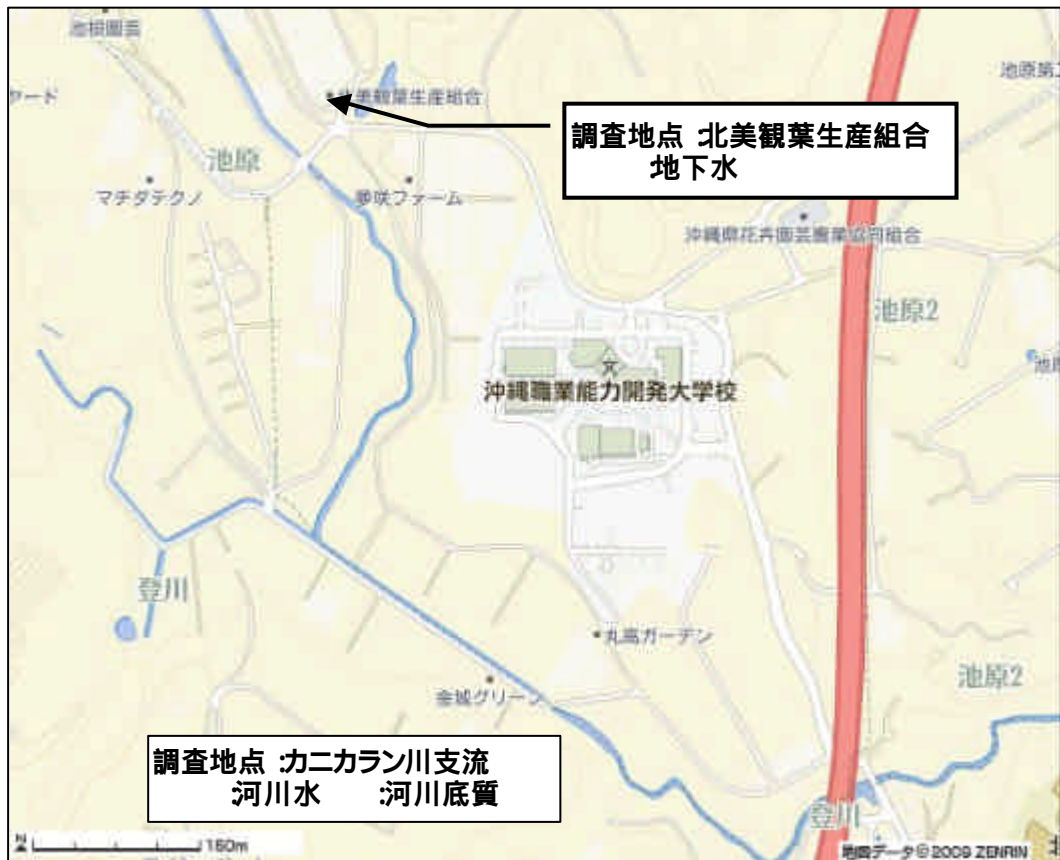 池根園芸
ヤード
美観葉生産組合
池原第
調査地点 :北美観葉生産組合
地下水
池原
マチダテクノ
夢咲ファーム
沖縄県花卉園芸農業協同組合
池原2
池原
沖縄職業能力開発大学校
登川
丸高ガーデン
金城グリーン
池原2
調査地点 :カニカラン川支流
:河川水 :河川底質
登川
160m
地図データ©2009 ZENRIN